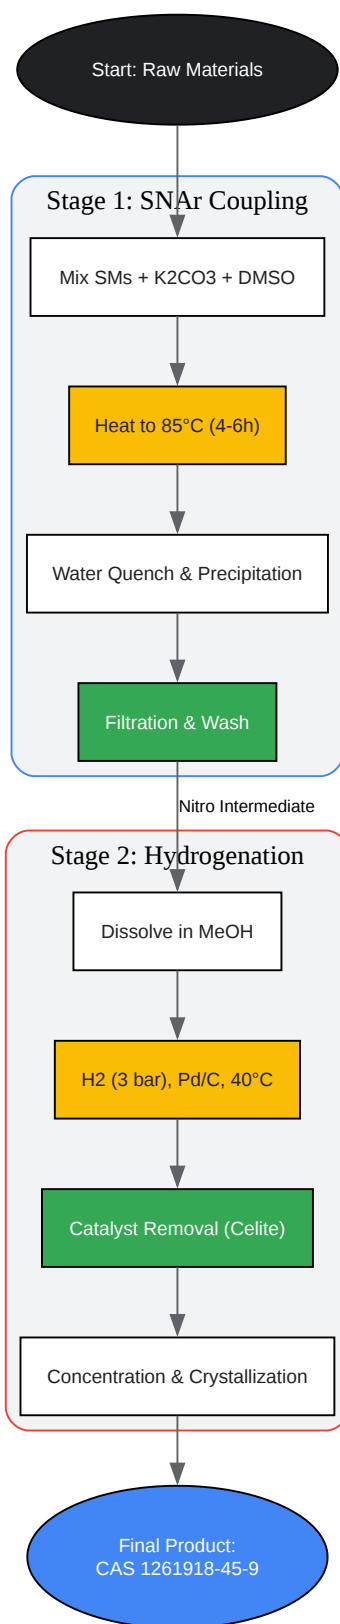 Start: Raw Materials
Stage 1: SNAr Coupling
Mix SMs + K2CO3 + DMSO
Heat to 85°C (4-6h)
Water Quench & Precipitation
Filtration & Wash
Nitro Intermediate
Stage 2: Hydrogenation
Dissolve in MeOH
H2 (3 bar), Pd/C, 40°C
Catalyst Removal (Celite)
Concentration & Crystallization
Final Product:
CAS 1261918-45-9